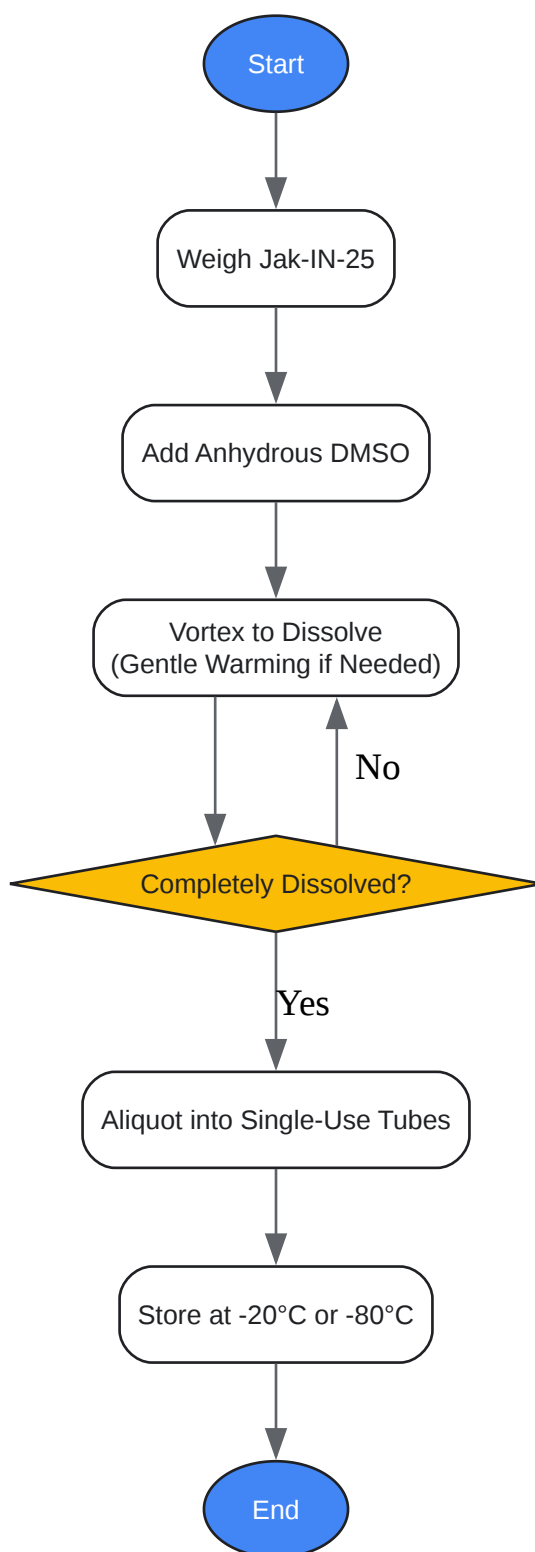 Start
Weigh Jak-IN-25
Add Anhydrous DMSO
Vortex to Dissolve
(Gentle Warming if Needed)
No
Completely Dissolved?
Yes
Aliquot into Single-Use Tubes
Store at -20°C or -80°C
End